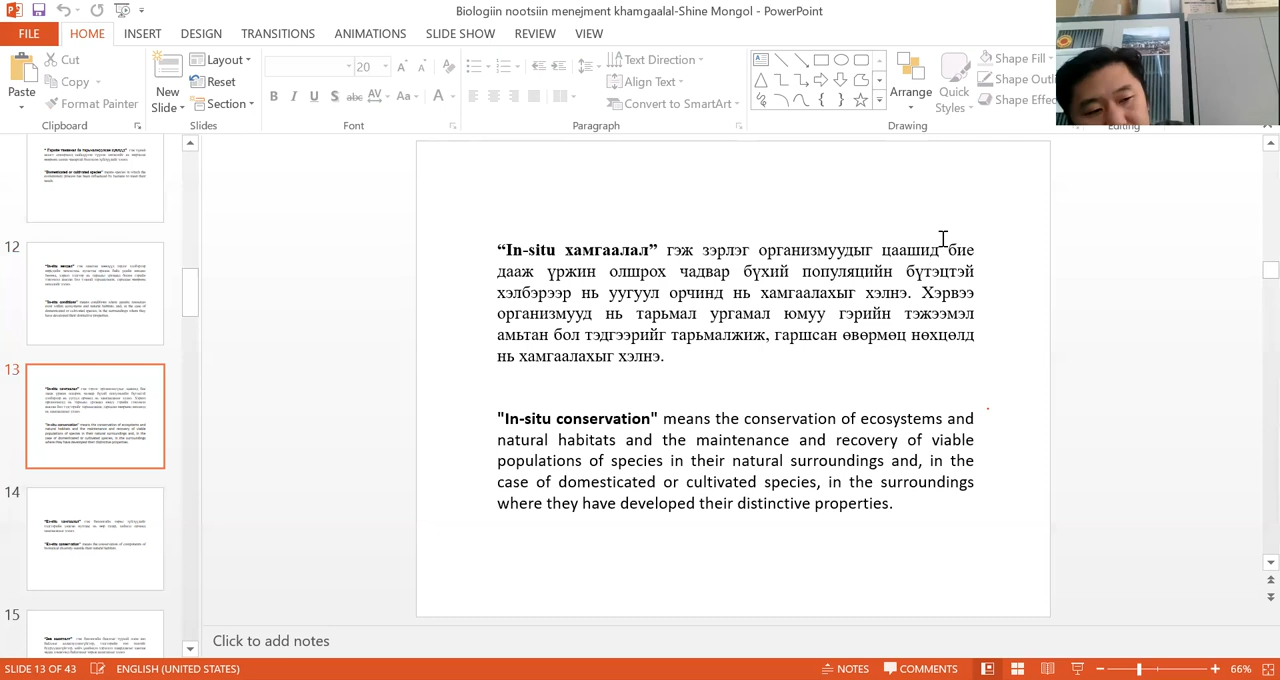 Biologiin nootsiin menejment khamgaalal-Shine Mongol - PowerPoint
FILE HOME INSERT DESIGN TRANSITIONS ANIMATIONS SLIDE SHOW REVIEW VIEW
Paste
Cut
Copy
Format Painter
Clipboard
New
Slide
Layout
Reset
Section
Slides
20
B I U S abc AV Aa A
Font
Text Direction
Align Text
Convert to SmartArt
Paragraph
Arrange
Quick
Styles
Shape Fill
Shape Outli
Shape Effec
Drawing
Editing
12
13
14
15
“In-situ хамгаалал” гэж зэрлэг организмуудыг цаашид бие
дааж үржин олшрох чадвар бүхий популяцийн бүтэцтэй
хэлбэрээр нь уугуул орчинд нь хамгаалахыг хэлнэ. Хэрвээ
организмууд нь тарьмал ургамал юмуу гэрийн тэжээмэл
амьтан бол тэдгээрийг тарьмалжиж, гаршсан өвөрмөц нөхцөлд
нь хамгаалахыг хэлнэ.
"In-situ conservation" means the conservation of ecosystems and
natural habitats and the maintenance and recovery of viable
populations of species in their natural surroundings and, in the
case of domesticated or cultivated species, in the surroundings
where they have developed their distinctive properties.
Click to add notes
SLIDE 13 OF 43 ENGLISH (UNITED STATES) NOTES COMMENTS 66%